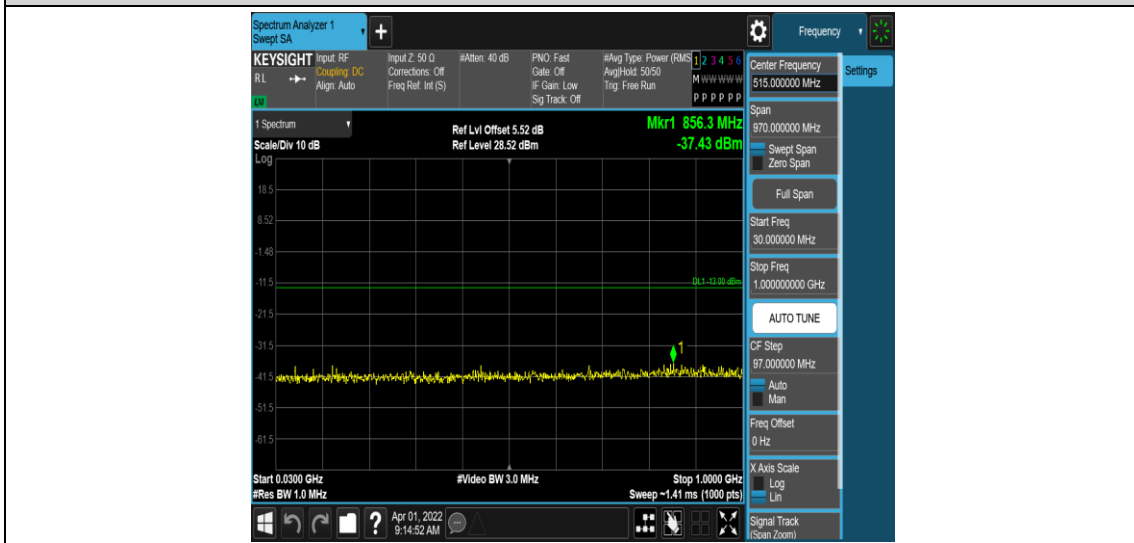 Spectrum Analyzer 1
Swept SA
+
Frequency
KEYSIGHT
RL
LXI
Input: RF
Coupling: DC
Align: Auto
Input Z: 50 Ω
Corrections: Off
Freq Ref: Int (S)
#Atten: 40 dB
PNO: Fast
Gate: Off
IF Gain: Low
Sig Track: Off
#Avg Type: Power (RMS
Avg|Hold: 50/50
Trig: Free Run
1 2 3 4 5 6
M W W W W W
P P P P P P
1 Spectrum
Scale/Div 10 dB
Ref Lvl Offset 5.52 dB
Ref Level 28.52 dBm
Mkr1 856.3 MHz
-37.43 dBm
Log
18.5
8.52
-1.48
-11.5
DL1 -13.00 dBm
-21.5
-31.5
1
-41.5
-51.5
-61.5
Start 0.0300 GHz
#Res BW 1.0 MHz
#Video BW 3.0 MHz
Stop 1.0000 GHz
Sweep ~1.41 ms (1000 pts)
?
Apr 01, 2022
9:14:52 AM
Center Frequency
515.000000 MHz
Settings
Span
970.000000 MHz
Swept Span
Zero Span
Full Span
Start Freq
30.000000 MHz
Stop Freq
1.000000000 GHz
AUTO TUNE
CF Step
97.000000 MHz
Auto
Man
Freq Offset
0 Hz
X Axis Scale
Log
Lin
Signal Track
(Span Zoom)